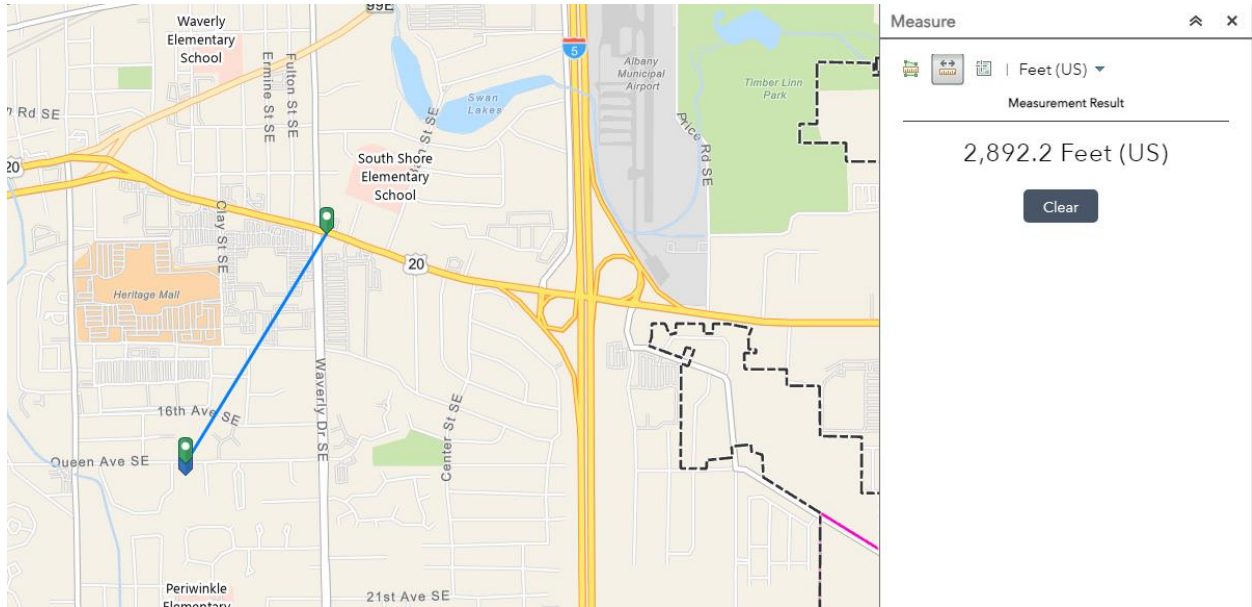 99E
Waverly
Elementary
School
Fulton St SE
Ermine St SE
Rd SE
20
5
Albany
Municipal
Airport
Timber Linn
Park
Price Rd SE
Swan
Lakes
St SE
South Shore
Elementary
School
Clay St SE
20
Heritage Mall
Waverly Dr SE
16th Ave SE
Center St SE
Queen Ave SE
Periwinkle
Elementary
21st Ave SE
Measure
Feet (US)
Measurement Result
2,892.2 Feet (US)
Clear